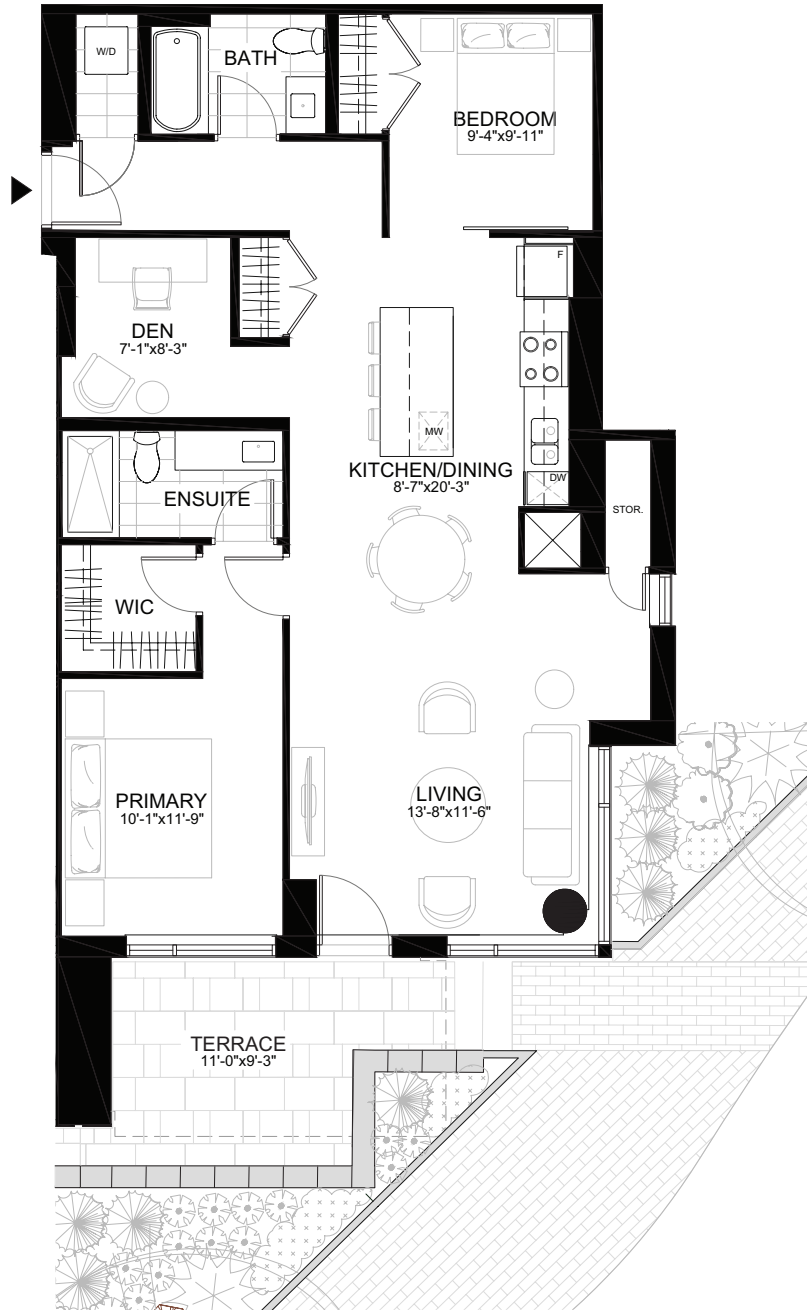 W/D
BATH
BEDROOM
9'-4"x9'-11"
F
DEN
7'-1"x8'-3"
MW
KITCHEN/DINING
8'-7"x20'-3"
DW
ENSUITE
STOR.
WIC
PRIMARY
10'-1"x11'-9"
LIVING
13'-8"x11'-6"
TERRACE
11'-0"x9'-3"